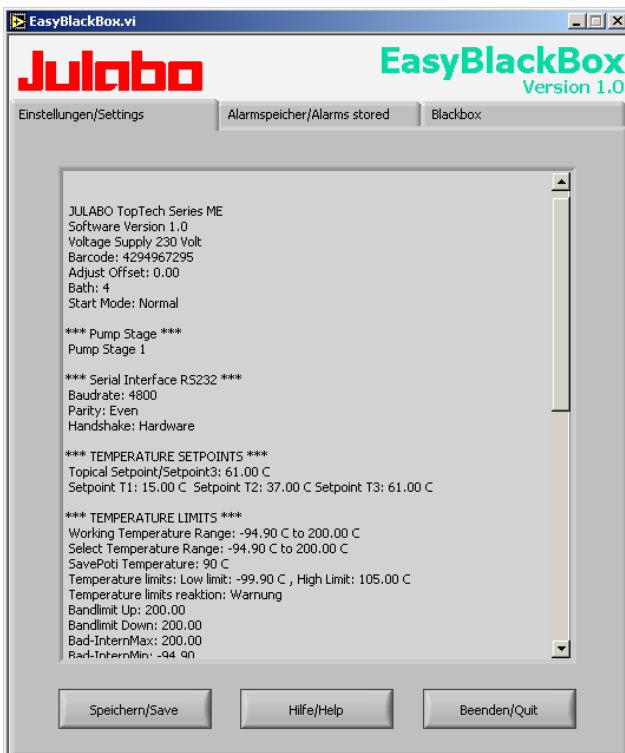 EasyBlackBox.vi
Julabo
EasyBlackBox
Version 1.0
Einstellungen/Settings
Alarmspeicher/Alarms stored
Blackbox
JULABO TopTech Series ME
Software Version 1.0
Voltage Supply 230 Volt
Barcode: 4294967295
Adjust Offset: 0.00
Bath: 4
Start Mode: Normal
*** Pump Stage ***
Pump Stage 1
*** Serial Interface RS232 ***
Baudrate: 4800
Parity: Even
Handshake: Hardware
*** TEMPERATURE SETPOINTS ***
Topical Setpoint/Setpoint3: 61.00 C
Setpoint T1: 15.00 C  Setpoint T2: 37.00 C Setpoint T3: 61.00 C
*** TEMPERATURE LIMITS ***
Working Temperature Range: -94.90 C to 200.00 C
Select Temperature Range: -94.90 C to 200.00 C
SavePoti Temperature: 90 C
Temperature limits: Low limit: -99.90 C , High Limit: 105.00 C
Temperature limits reaktion: Warnung
Bandlimit Up: 200.00
Bandlimit Down: 200.00
Bad-InternMax: 200.00
Bad-InternMin: -94.90
Speichern/Save
Hilfe/Help
Beenden/Quit